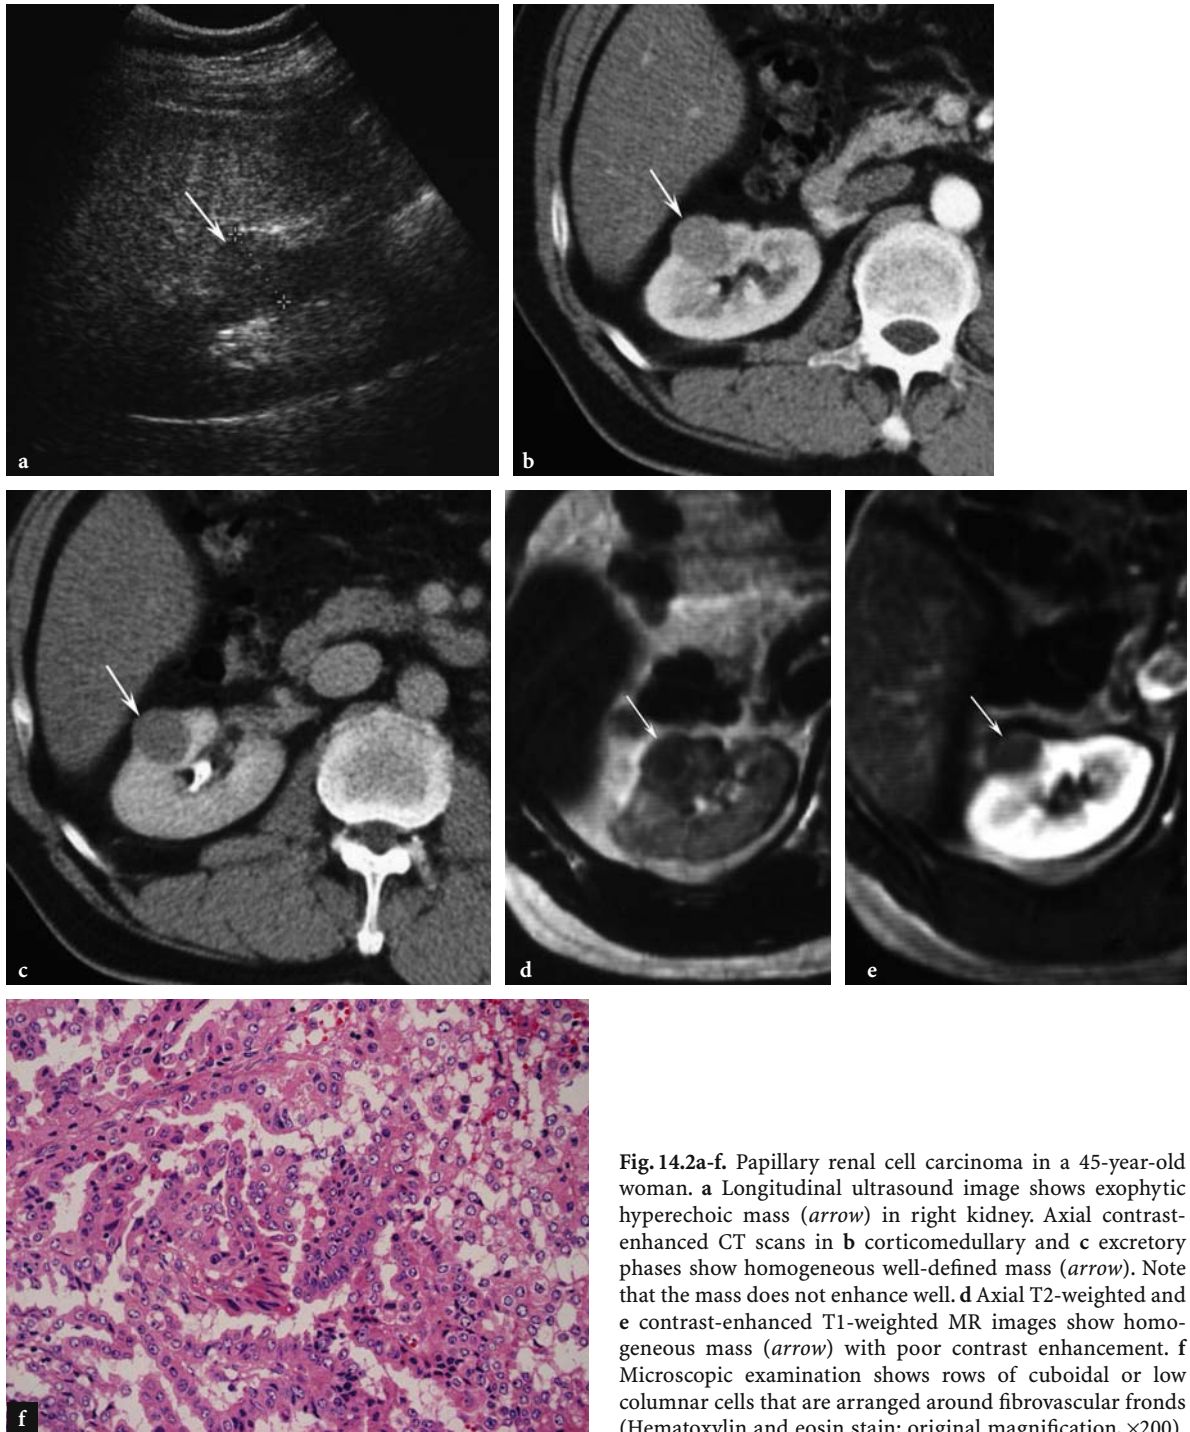 a
b
c
d
e
f
Fig. 14.2a-f. Papillary renal cell carcinoma in a 45-year-old
woman. a Longitudinal ultrasound image shows exophytic
hyperechoic mass (arrow) in right kidney. Axial contrast-
enhanced CT scans in b corticomedullary and c excretory
phases show homogeneous well-defined mass (arrow). Note
that the mass does not enhance well. d Axial T2-weighted and
e contrast-enhanced T1-weighted MR images show homo-
geneous mass (arrow) with poor contrast enhancement. f
Microscopic examination shows rows of cuboidal or low
columnar cells that are arranged around fibrovascular fronds
(Hematoxylin and eosin stain; original magnification, ×200)